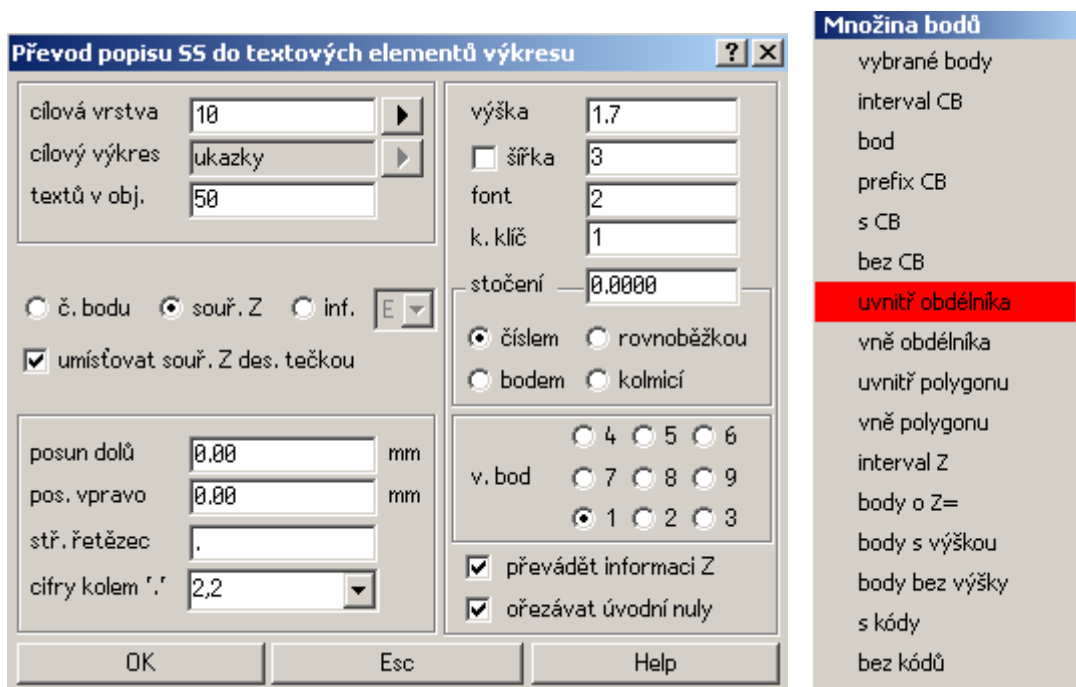 Převod popisu SS do textových elementů výkresu
cílová vrstva 10
cílový výkres ukazky
textů v obj. 50
č. bodu souř. Z inf. E
umísťovat souř. Z des. tečkou
posun dolů 0.00 mm
pos. vpravo 0.00 mm
stř. řetězec .
cifry kolem '.' 2,2
výška 1.7
šířka 3
font 2
k. klíč 1
stočení 0.0000
číslem rovnoběžkou
bodem kolmicí
4 5 6
v. bod 7 8 9
1 2 3
převádět informaci Z
ořezávat úvodní nuly
OK Esc Help
Množina bodů
vybrané body
interval CB
bod
prefix CB
s CB
bez CB
uvnitř obdélníka
vně obdélníka
uvnitř polygonu
vně polygonu
interval Z
body o Z=
body s výškou
body bez výšky
s kódy
bez kódů